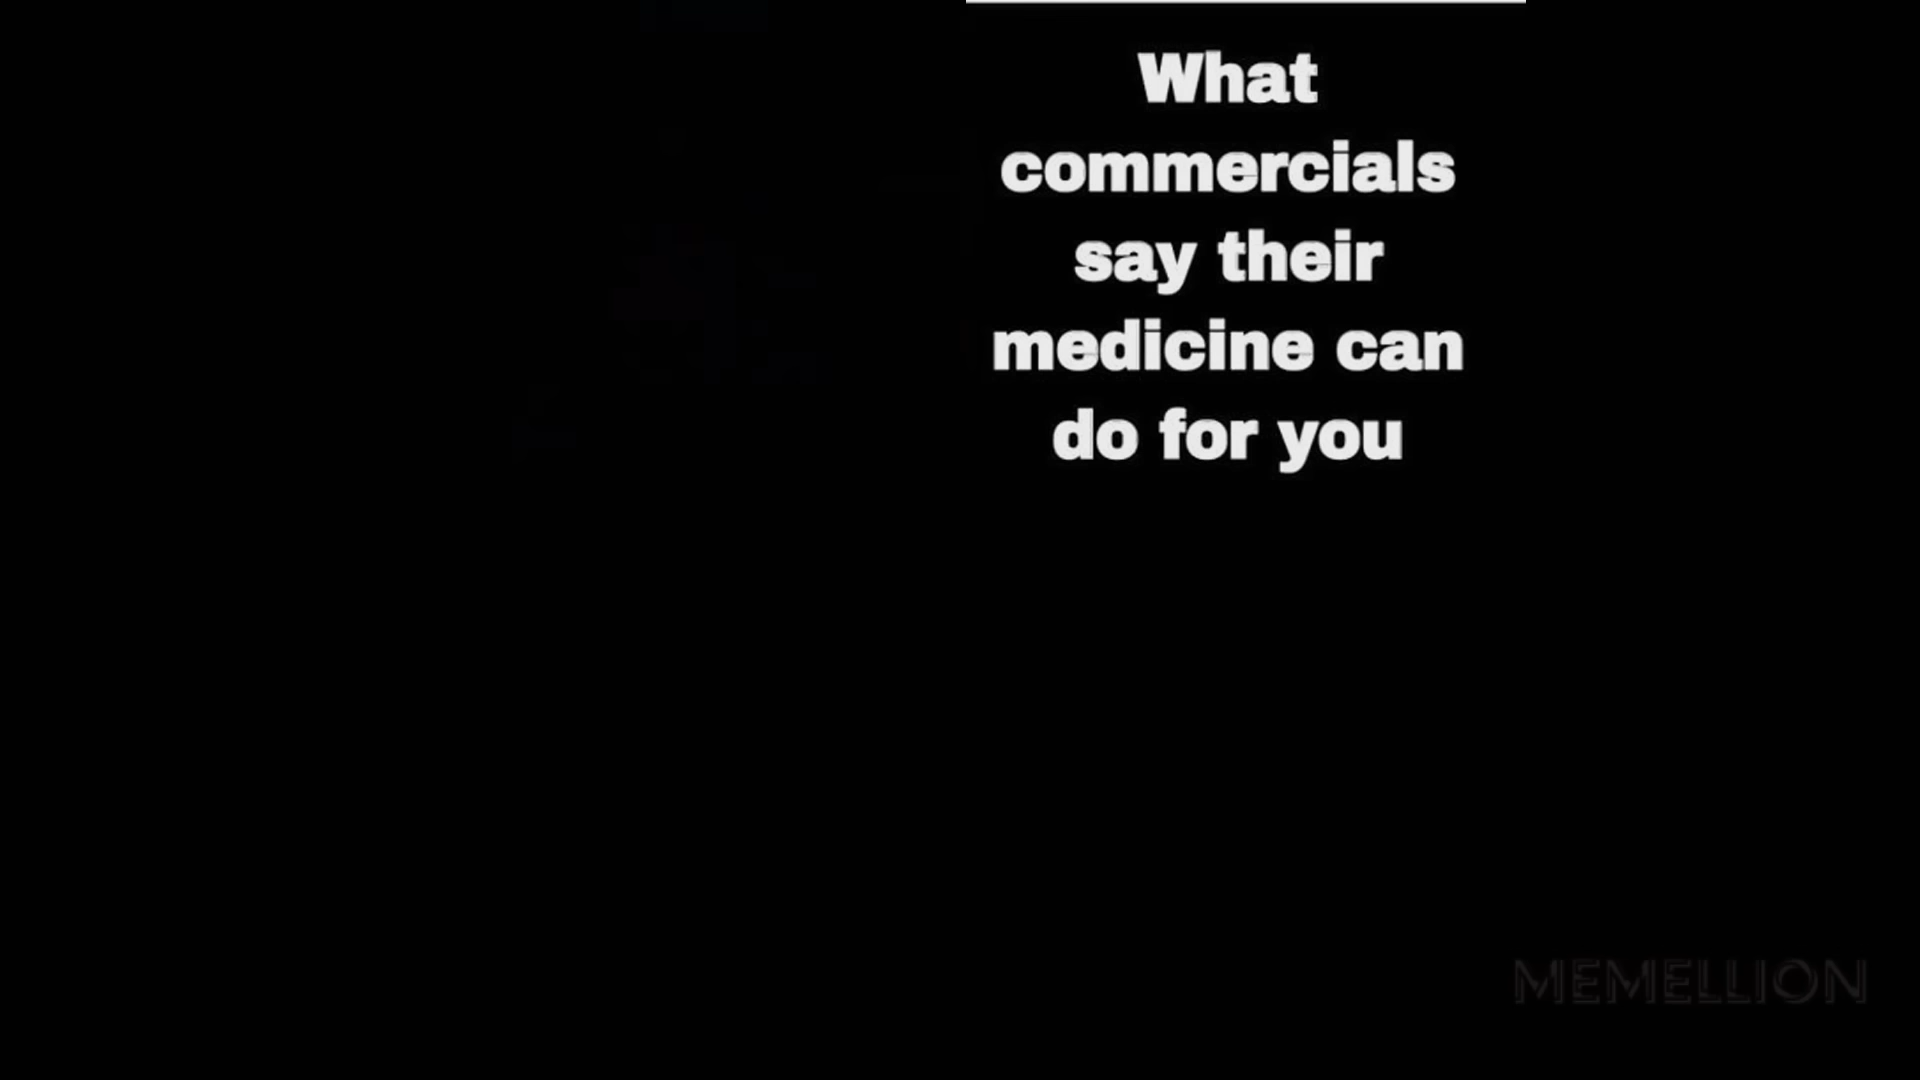 What
commercials
say their
medicine can
do for you
MEMELLION